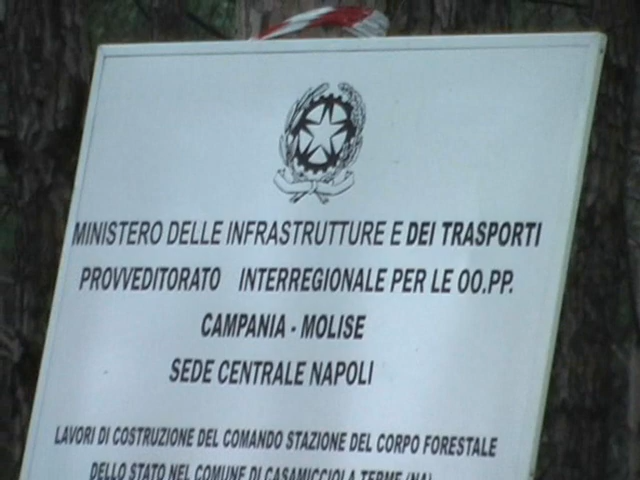 MINISTERO DELLE INFRASTRUTTURE E DEI TRASPORTI
PROVVEDITORATO INTERREGIONALE PER LE OO.PP.
CAMPANIA - MOLISE
SEDE CENTRALE NAPOLI
LAVORI DI COSTRUZIONE DEL COMANDO STAZIONE DEL CORPO FORESTALE
DELLO STATO NEL COMUNE DI CASAMICCIOLA TERME (NA)